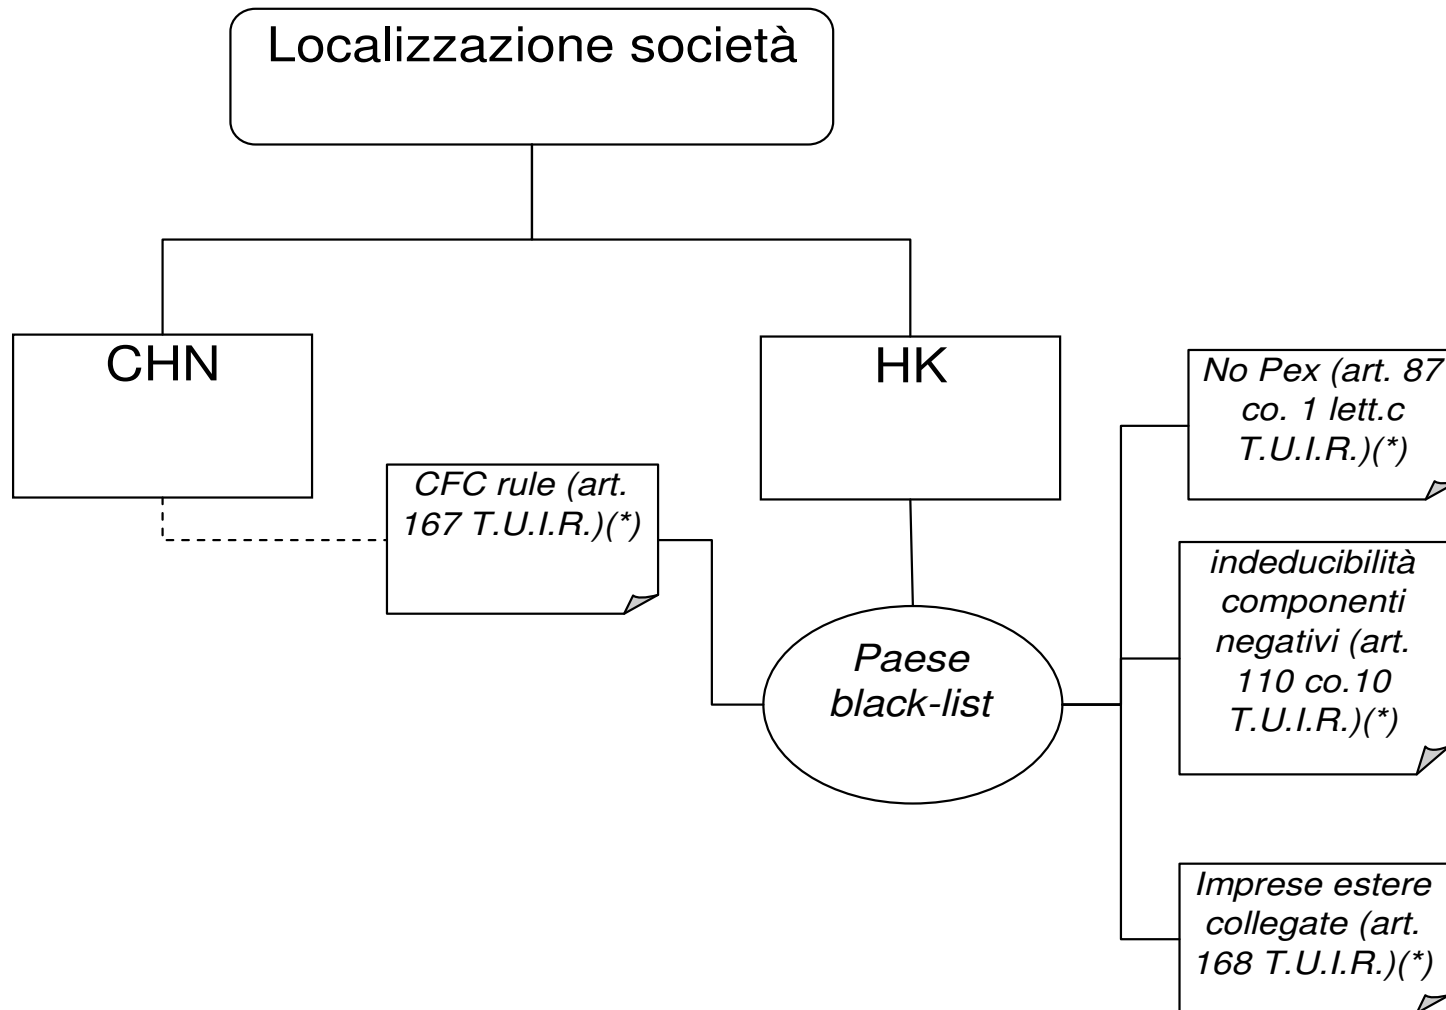 Localizzazione società
CHN
HK
No Pex (art. 87
co. 1 lett.c
T.U.I.R.)(*)
CFC rule (art.
167 T.U.I.R.)(*)
indeducibilità
componenti
negativi (art.
110 co.10
T.U.I.R.)(*)
Paese
black-list
Imprese estere
collegate (art.
168 T.U.I.R.)(*)